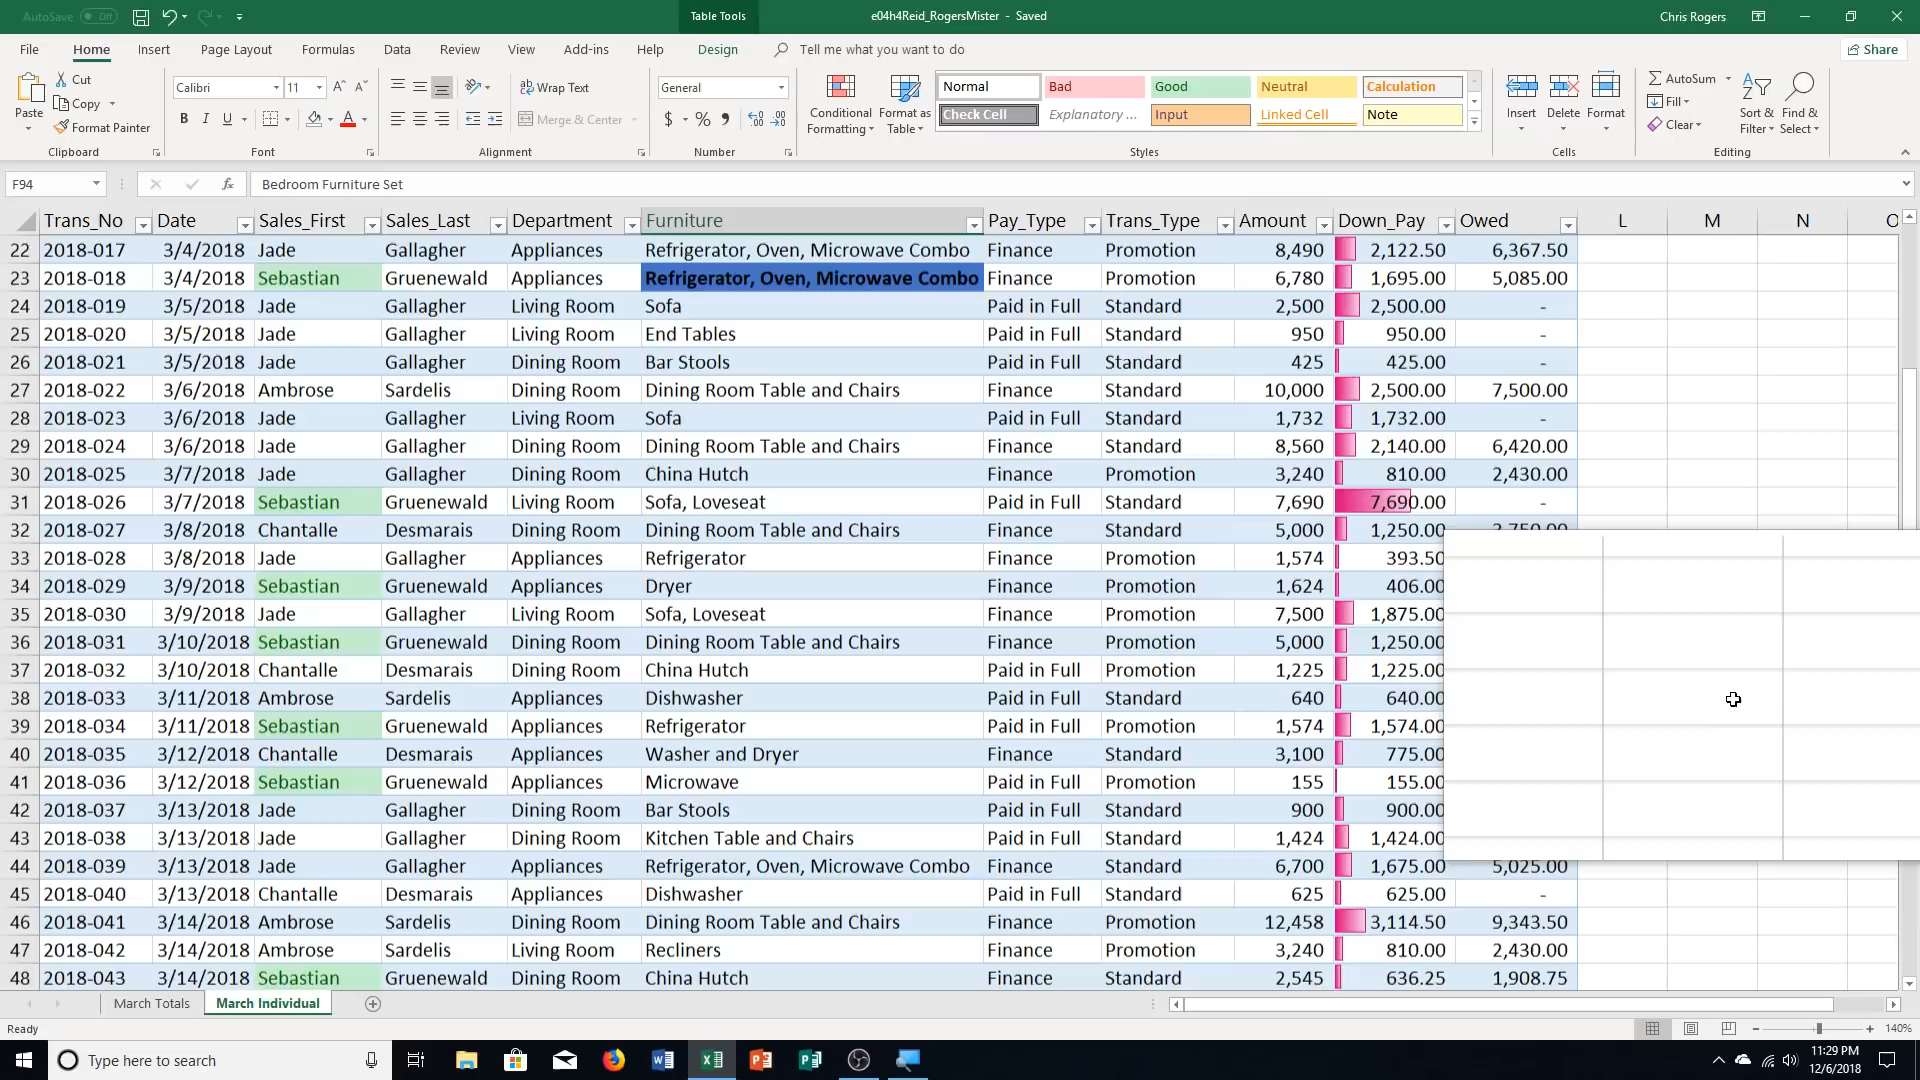 AutoSave Off Table Tools e04h4Reid_RogersMister - Saved Chris Rogers
File Home Insert Page Layout Formulas Data Review View Add-ins Help Design Tell me what you want to do Share
Cut
Copy
Format Painter
Paste
Clipboard
Calibri 11
Font
Wrap Text
Merge & Center
Alignment
General
$ % ,
Number
Conditional Formatting
Format as Table
Normal Bad Good Neutral Calculation
Check Cell Explanatory ... Input Linked Cell Note
Styles
Insert Delete Format
Cells
AutoSum
Fill
Clear
Sort & Filter
Find & Select
Editing
F94 fx Bedroom Furniture Set
Trans_No Date Sales_First Sales_Last Department Furniture Pay_Type Trans_Type Amount Down_Pay Owed L M N O
22 2018-017 3/4/2018 Jade Gallagher Appliances Refrigerator, Oven, Microwave Combo Finance Promotion 8,490 2,122.50 6,367.50
23 2018-018 3/4/2018 Sebastian Gruenewald Appliances Refrigerator, Oven, Microwave Combo Finance Promotion 6,780 1,695.00 5,085.00
24 2018-019 3/5/2018 Jade Gallagher Living Room Sofa Paid in Full Standard 2,500 2,500.00 -
25 2018-020 3/5/2018 Jade Gallagher Living Room End Tables Paid in Full Standard 950 950.00 -
26 2018-021 3/5/2018 Jade Gallagher Dining Room Bar Stools Paid in Full Standard 425 425.00 -
27 2018-022 3/6/2018 Ambrose Sardelis Dining Room Dining Room Table and Chairs Finance Standard 10,000 2,500.00 7,500.00
28 2018-023 3/6/2018 Jade Gallagher Living Room Sofa Paid in Full Standard 1,732 1,732.00 -
29 2018-024 3/6/2018 Jade Gallagher Dining Room Dining Room Table and Chairs Finance Standard 8,560 2,140.00 6,420.00
30 2018-025 3/7/2018 Jade Gallagher Dining Room China Hutch Finance Promotion 3,240 810.00 2,430.00
31 2018-026 3/7/2018 Sebastian Gruenewald Living Room Sofa, Loveseat Paid in Full Promotion 7,690 7,690.00 -
32 2018-027 3/8/2018 Chantalle Desmarais Dining Room Dining Room Table and Chairs Finance Standard 5,000 1,250.00 3,750.00
33 2018-028 3/8/2018 Jade Gallagher Appliances Refrigerator Finance Promotion 1,574 393.50
34 2018-029 3/9/2018 Sebastian Gruenewald Appliances Dryer Finance Promotion 1,624 406.00
35 2018-030 3/9/2018 Jade Gallagher Living Room Sofa, Loveseat Finance Promotion 7,500 1,875.00
36 2018-031 3/10/2018 Sebastian Gruenewald Dining Room Dining Room Table and Chairs Finance Promotion 5,000 1,250.00
37 2018-032 3/10/2018 Chantalle Desmarais Dining Room China Hutch Paid in Full Promotion 1,225 1,225.00
38 2018-033 3/11/2018 Ambrose Sardelis Appliances Dishwasher Paid in Full Standard 640 640.00
39 2018-034 3/11/2018 Sebastian Gruenewald Appliances Refrigerator Paid in Full Promotion 1,574 1,574.00
40 2018-035 3/12/2018 Chantalle Desmarais Appliances Washer and Dryer Finance Standard 3,100 775.00
41 2018-036 3/12/2018 Sebastian Gruenewald Appliances Microwave Paid in Full Promotion 155 155.00
42 2018-037 3/13/2018 Jade Gallagher Dining Room Bar Stools Paid in Full Standard 900 900.00
43 2018-038 3/13/2018 Jade Gallagher Dining Room Kitchen Table and Chairs Paid in Full Standard 1,424 1,424.00
44 2018-039 3/13/2018 Jade Gallagher Appliances Refrigerator, Oven, Microwave Combo Finance Standard 6,700 1,675.00 5,025.00
45 2018-040 3/13/2018 Chantalle Desmarais Appliances Dishwasher Paid in Full Standard 625 625.00 -
46 2018-041 3/14/2018 Ambrose Sardelis Dining Room Dining Room Table and Chairs Finance Promotion 12,458 3,114.50 9,343.50
47 2018-042 3/14/2018 Ambrose Sardelis Living Room Recliners Finance Promotion 3,240 810.00 2,430.00
48 2018-043 3/14/2018 Sebastian Gruenewald Dining Room China Hutch Finance Standard 2,545 636.25 1,908.75
March Totals March Individual
Ready 140%
Type here to search 11:29 PM
12/6/2018